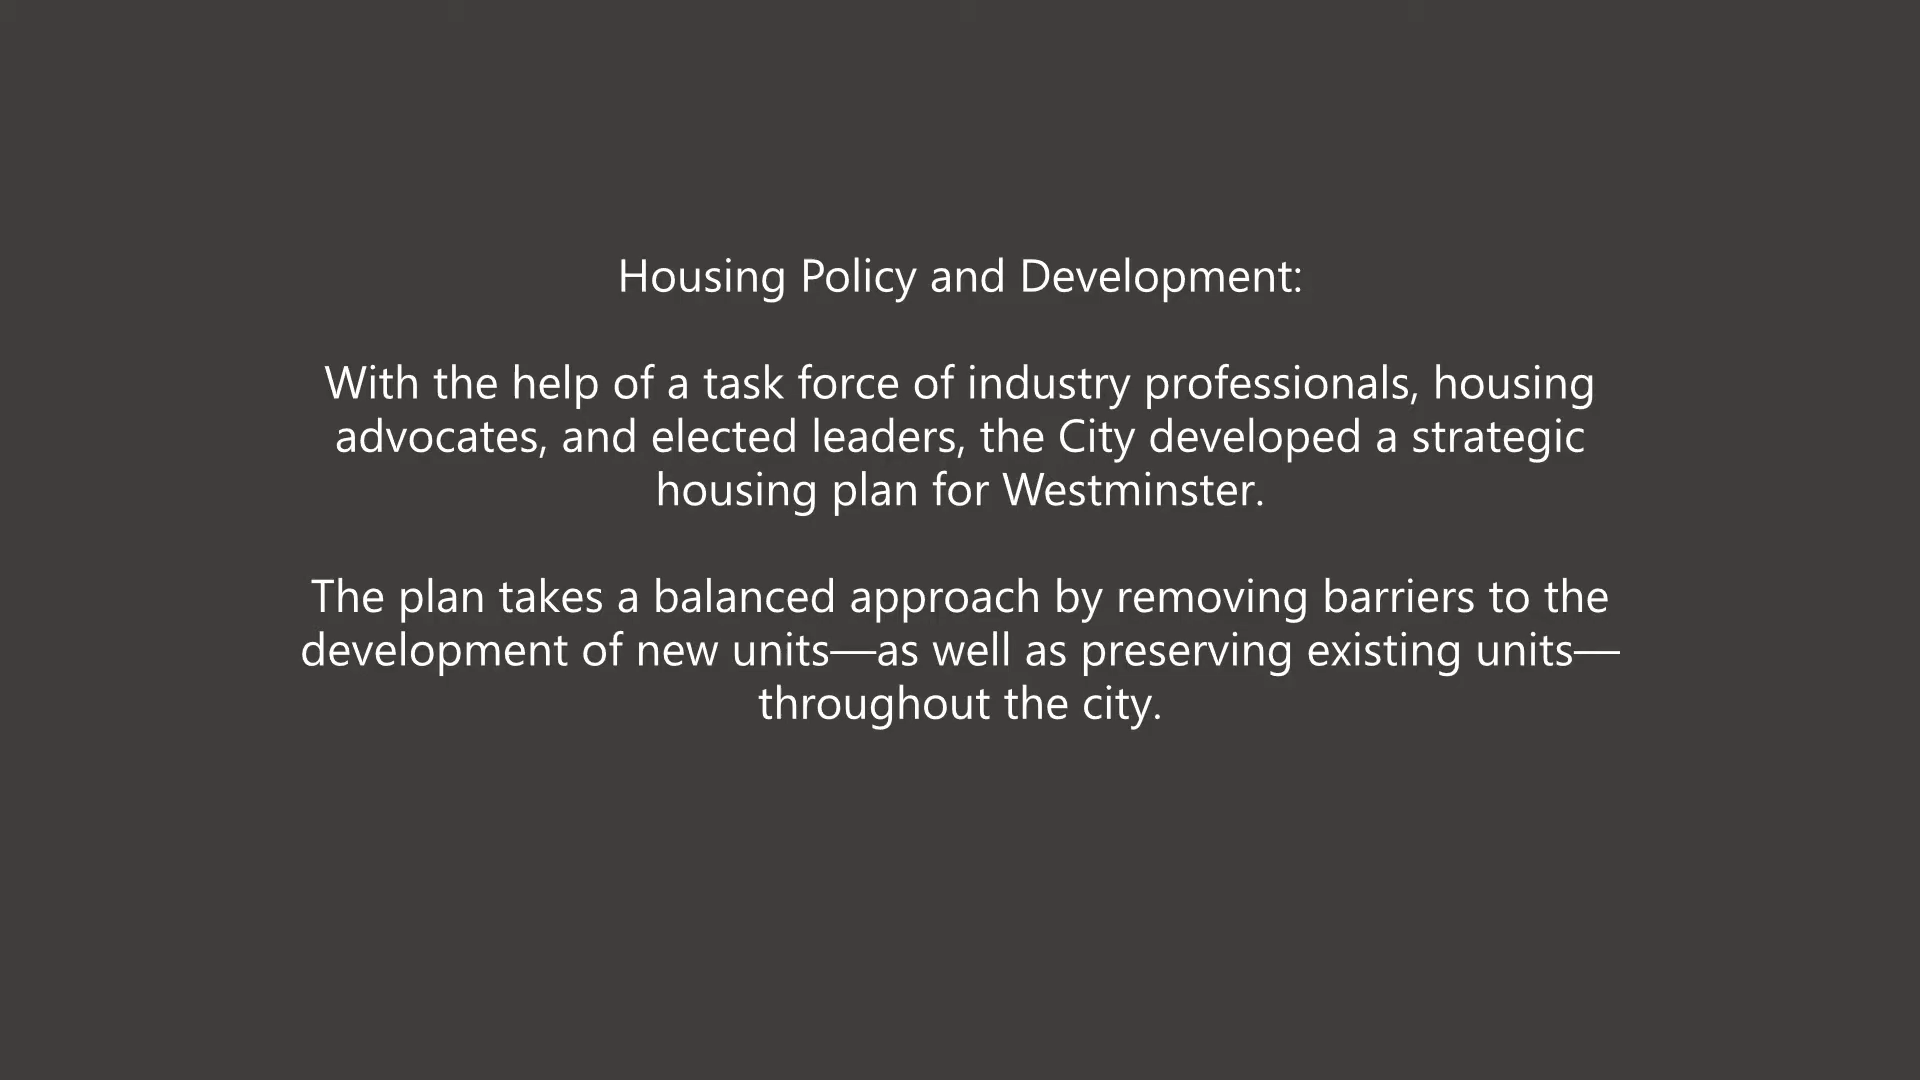 Housing Policy and Development:
With the help of a task force of industry professionals, housing
advocates, and elected leaders, the City developed a strategic
housing plan for Westminster.
The plan takes a balanced approach by removing barriers to the
development of new units—as well as preserving existing units—
throughout the city.